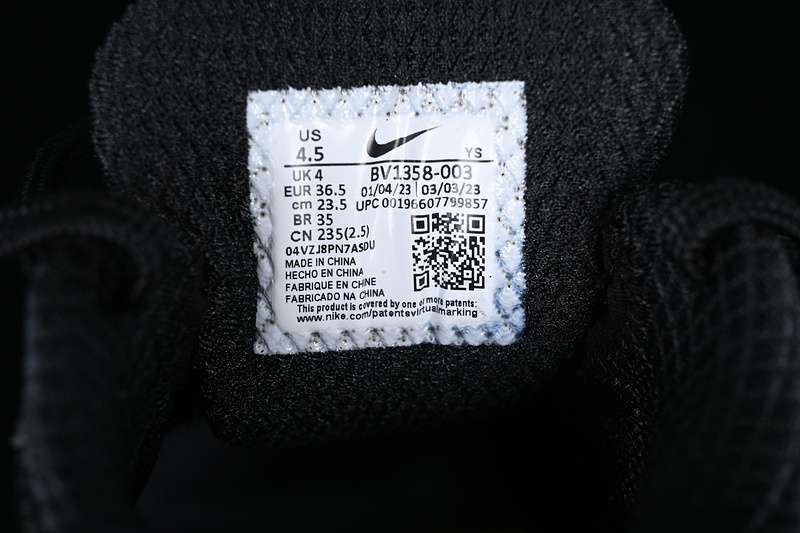 US
4.5 YS
UK 4 BV1358-003
EUR 36.5 01/04/23 03/03/23
cm 23.5 UPC 00196607799857
BR 35
CN 235(2.5)
04VZJ8PN7ASDU
MADE IN CHINA
HECHO EN CHINA
FABRIQUE EN CHINE
FABRICADO NA CHINA
This product is covered by one or more patents:
www.nike.com/patentsvirtualmarking